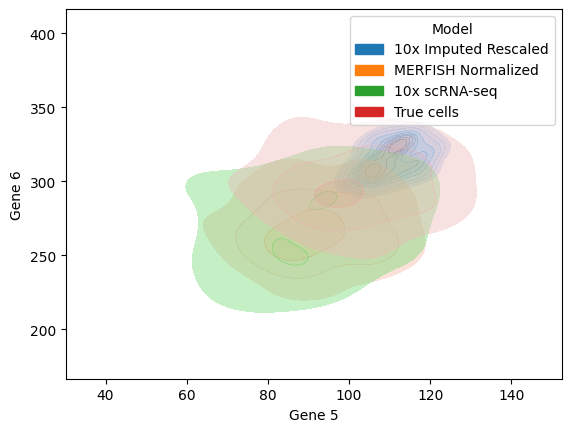 400
350
300
250
200
Gene 6
40
60
80
100
120
140
Gene 5
Model
10x Imputed Rescaled
MERFISH Normalized
10x scRNA-seq
True cells